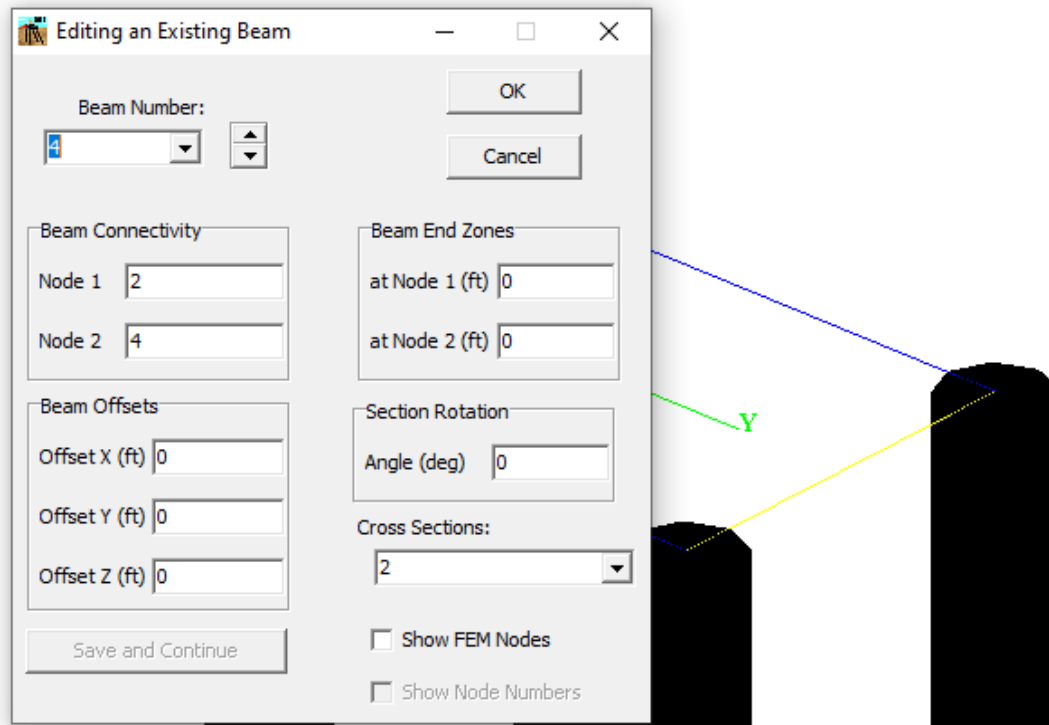 Editing an Existing Beam
Beam Number:
4
OK
Cancel
Beam Connectivity
Node 1 2
Node 2 4
Beam End Zones
at Node 1 (ft) 0
at Node 2 (ft) 0
Beam Offsets
Offset X (ft) 0
Offset Y (ft) 0
Offset Z (ft) 0
Section Rotation
Angle (deg) 0
Cross Sections:
2
Save and Continue
Show FEM Nodes
Show Node Numbers
Y